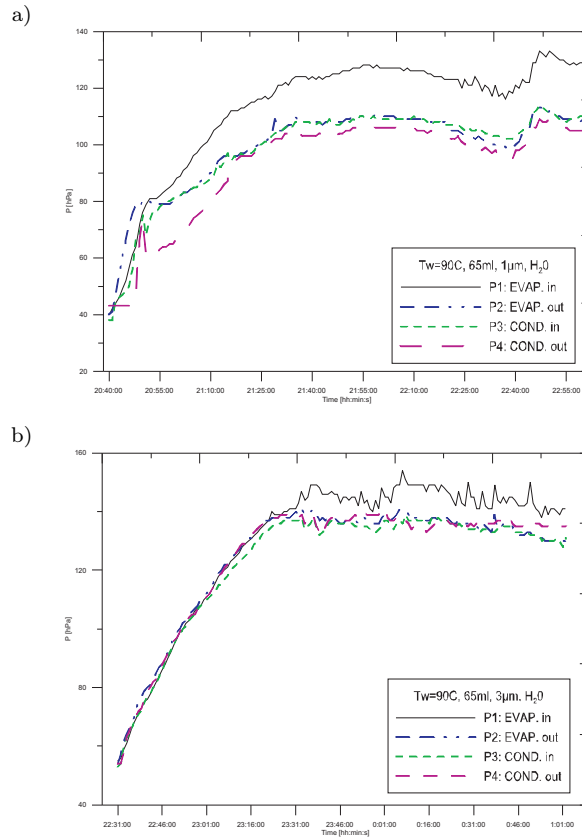 a)
140
120
100
80
60
40
20
P [hPa]
Tw=90C, 65ml, 1µm, H20
P1: EVAP. in
P2: EVAP. out
P3: COND. in
P4: COND. out
20:40:00 20:55:00 21:10:00 21:25:00 21:40:00 21:55:00 22:10:00 22:25:00 22:40:00 22:55:00
Time [hh:min:s]
b)
160
120
80
40
P [hPa]
Tw=90C, 65ml, 3µm, H20
P1: EVAP. in
P2: EVAP. out
P3: COND. in
P4: COND. out
22:31:00 22:46:00 23:01:00 23:16:00 23:31:00 23:46:00 0:01:00 0:16:00 0:31:00 0:46:00 1:01:00
Time [hh:min:s]